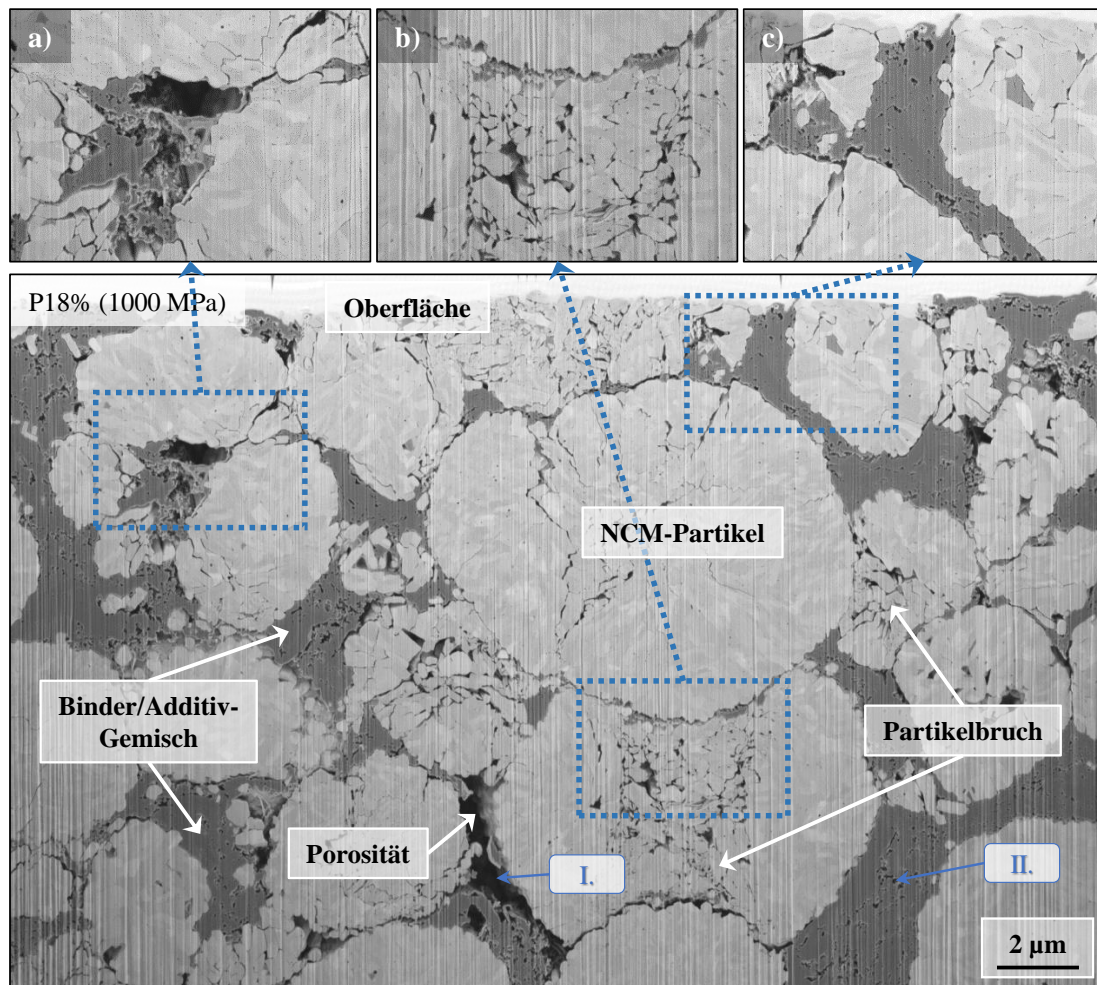 a)
b)
c)
P18% (1000 MPa)
Oberfläche
NCM-Partikel
Binder/Additiv-
Gemisch
Partikelbruch
Porosität
I.
II.
2 µm